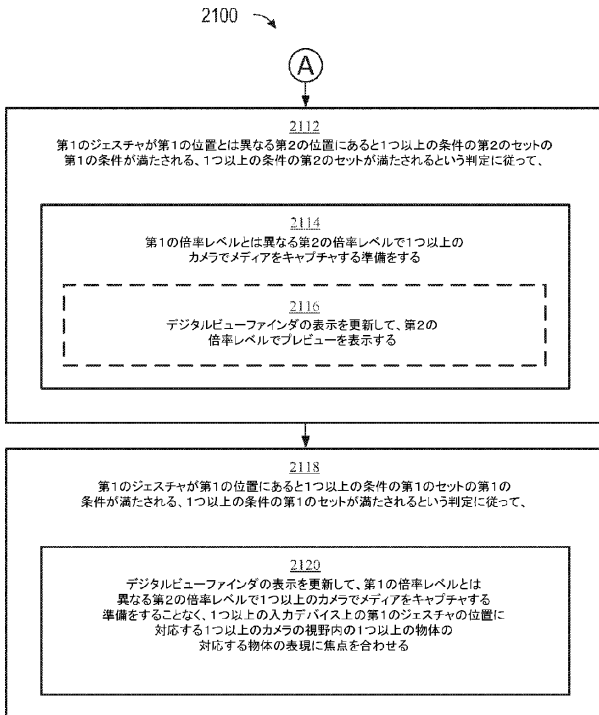 2100
A
2112
第1のジェスチャが第1の位置とは異なる第2の位置にあると1つ以上の条件の第2のセットの
第1の条件が満たされる、1つ以上の条件の第2のセットが満たされるという判定に従って、
2114
第1の倍率レベルとは異なる第2の倍率レベルで1つ以上の
カメラでメディアをキャプチャする準備をする
2116
デジタルビューファインダの表示を更新して、第2の
倍率レベルでプレビューを表示する
2118
第1のジェスチャが第1の位置にあると1つ以上の条件の第1のセットの第1の
条件が満たされる、1つ以上の条件の第1のセットが満たされるという判定に従って、
2120
デジタルビューファインダの表示を更新して、第1の倍率レベルとは
異なる第2の倍率レベルで1つ以上のカメラでメディアをキャプチャする
準備をすることなく、1つ以上の入力デバイス上の第1のジェスチャの位置に
対応する1つ以上のカメラの視野内の1つ以上の物体の
対応する物体の表現に焦点を合わせる